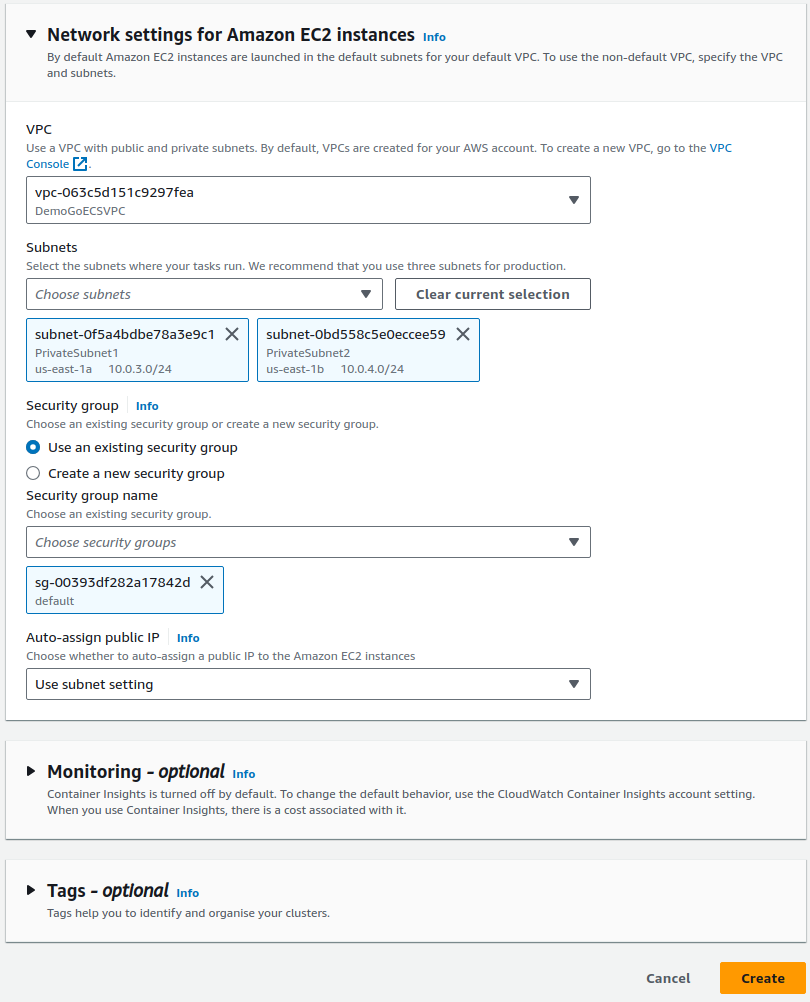 Network settings for Amazon EC2 instances Info
By default Amazon EC2 instances are launched in the default subnets for your default VPC. To use the non-default VPC, specify the VPC
and subnets.
VPC
Use a VPC with public and private subnets. By default, VPCs are created for your AWS account. To create a new VPC, go to the VPC
Console.
vpc-063c5d151c9297fea
DemoGoECSVPC
Subnets
Select the subnets where your tasks run. We recommend that you use three subnets for production.
Choose subnets Clear current selection
subnet-0f5a4bdbe78a3e9c1 subnet-0bd558c5e0eccee59
PrivateSubnet1 PrivateSubnet2
us-east-1a 10.0.3.0/24 us-east-1b 10.0.4.0/24
Security group Info
Choose an existing security group or create a new security group.
Use an existing security group
Create a new security group
Security group name
Choose an existing security group.
Choose security groups
sg-00393df282a17842d
default
Auto-assign public IP Info
Choose whether to auto-assign a public IP to the Amazon EC2 instances
Use subnet setting
Monitoring - optional Info
Container Insights is turned off by default. To change the default behavior, use the CloudWatch Container Insights account setting.
When you use Container Insights, there is a cost associated with it.
Tags - optional Info
Tags help you to identify and organise your clusters.
Cancel Create